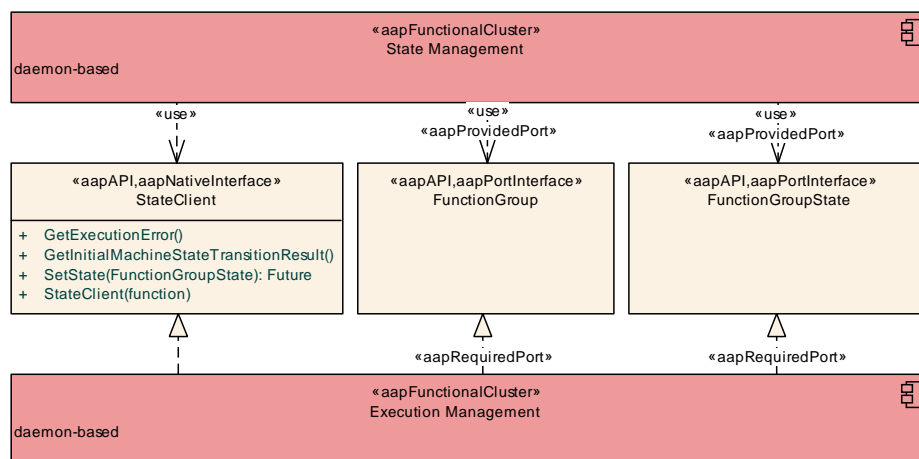 «aapFunctionalCluster»
State Management
daemon-based
«use»
«use»
«aapProvidedPort»
«use»
«aapProvidedPort»
«aapAPI,aapNativeInterface»
StateClient
+ GetExecutionError()
+ GetInitialMachineStateTransitionResult()
+ SetState(FunctionGroupState): Future
+ StateClient(function)
«aapAPI,aapPortInterface»
FunctionGroup
«aapAPI,aapPortInterface»
FunctionGroupState
«aapRequiredPort»
«aapRequiredPort»
«aapFunctionalCluster»
Execution Management
daemon-based